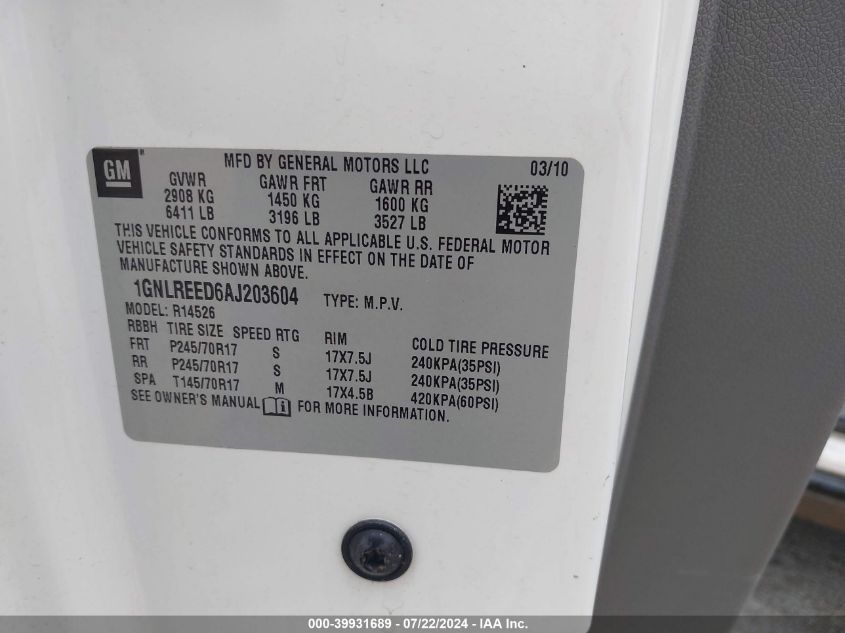 GM
MFD BY GENERAL MOTORS LLC 03/10
GVWR GAWR FRT GAWR RR
2908 KG 1450 KG 1600 KG
6411 LB 3196 LB 3527 LB
THIS VEHICLE CONFORMS TO ALL APPLICABLE U.S. FEDERAL MOTOR
VEHICLE SAFETY STANDARDS IN EFFECT ON THE DATE OF
MANUFACTURE SHOWN ABOVE.
1GNLREED6AJ203604 TYPE: M.P.V.
MODEL: R14526
RBBH TIRE SIZE SPEED RTG RIM COLD TIRE PRESSURE
FRT P245/70R17 S 17X7.5J 240KPA(35PSI)
RR P245/70R17 S 17X7.5J 240KPA(35PSI)
SPA T145/70R17 M 17X4.5B 420KPA(60PSI)
SEE OWNER'S MANUAL i FOR MORE INFORMATION.
000-39931689 - 07/22/2024 - IAA Inc.